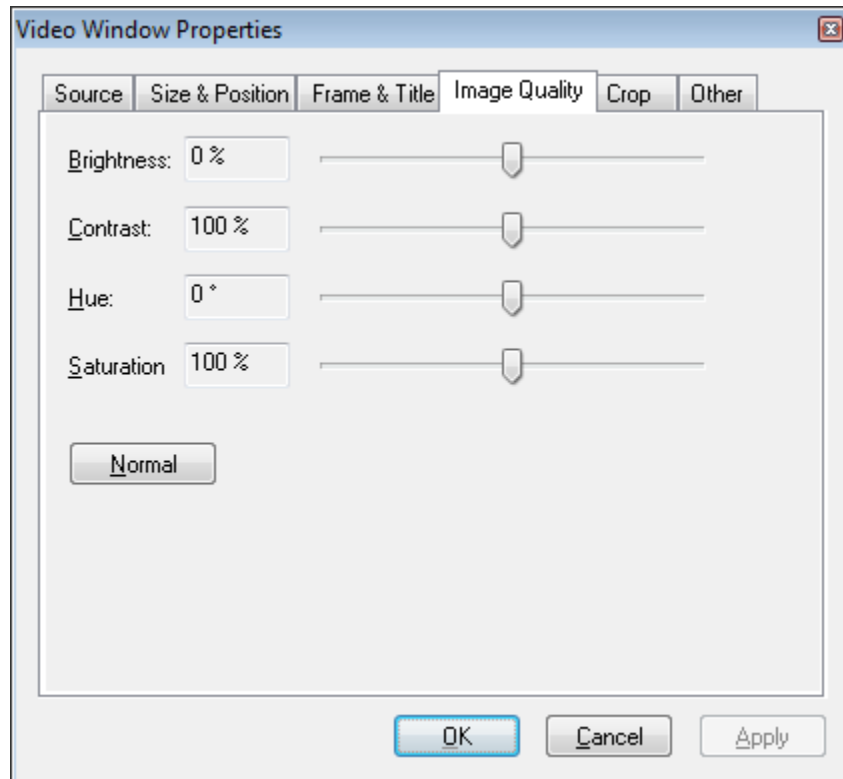 Video Window Properties
Source Size & Position Frame & Title Image Quality Crop Other
Brightness: 0 %
Contrast: 100 %
Hue: 0 °
Saturation 100 %
Normal
OK Cancel Apply